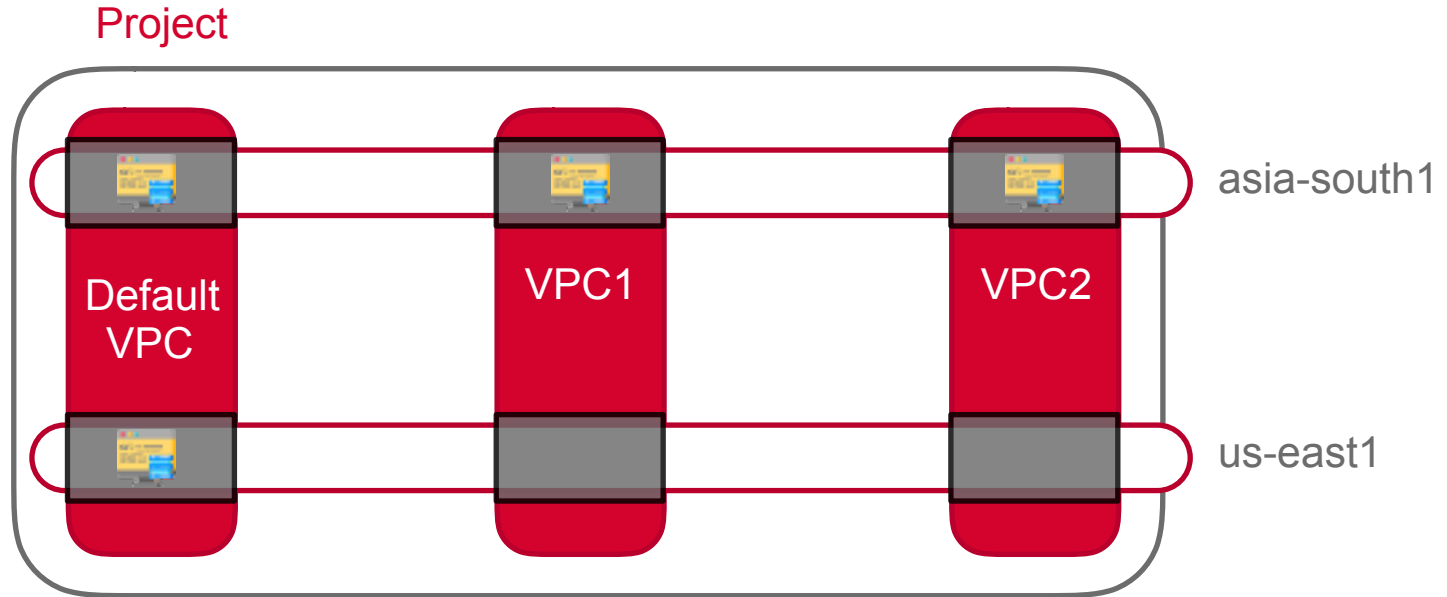 Project
asia-south1
Default
VPC
VPC1
VPC2
us-east1